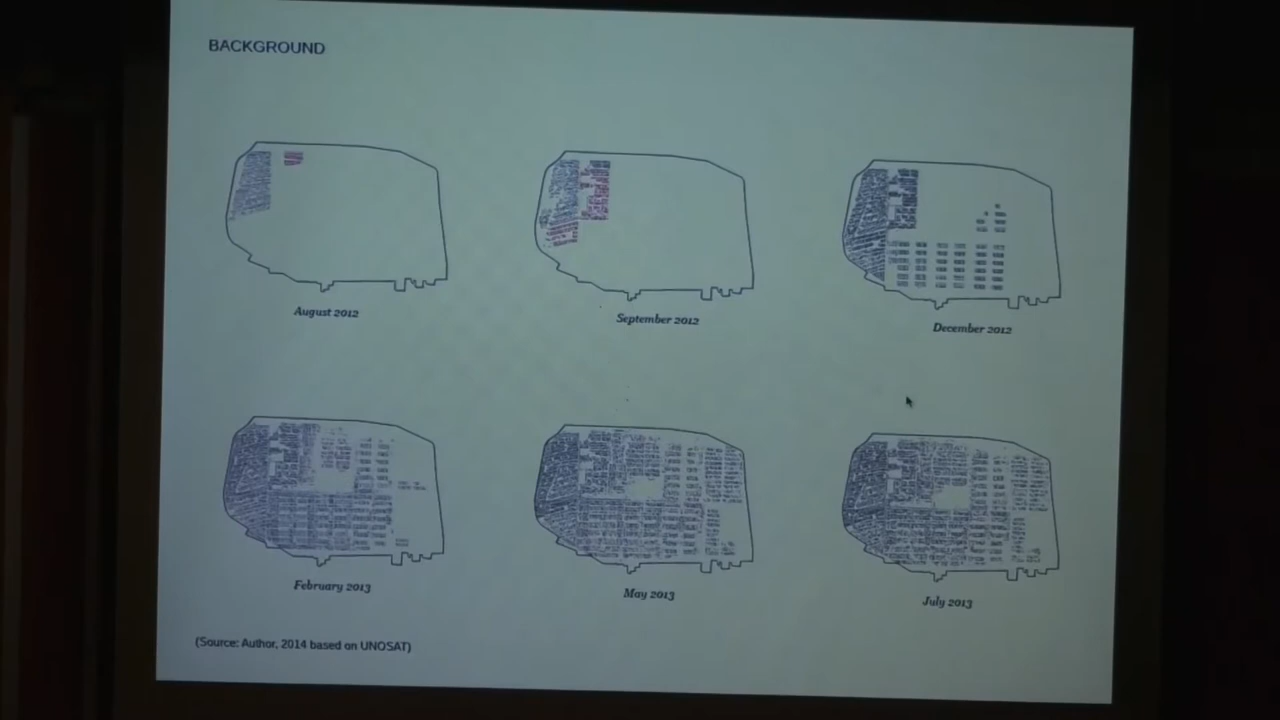 BACKGROUND
August 2012
September 2012
December 2012
February 2013
May 2013
July 2013
(Source: Author, 2014 based on UNOSAT)